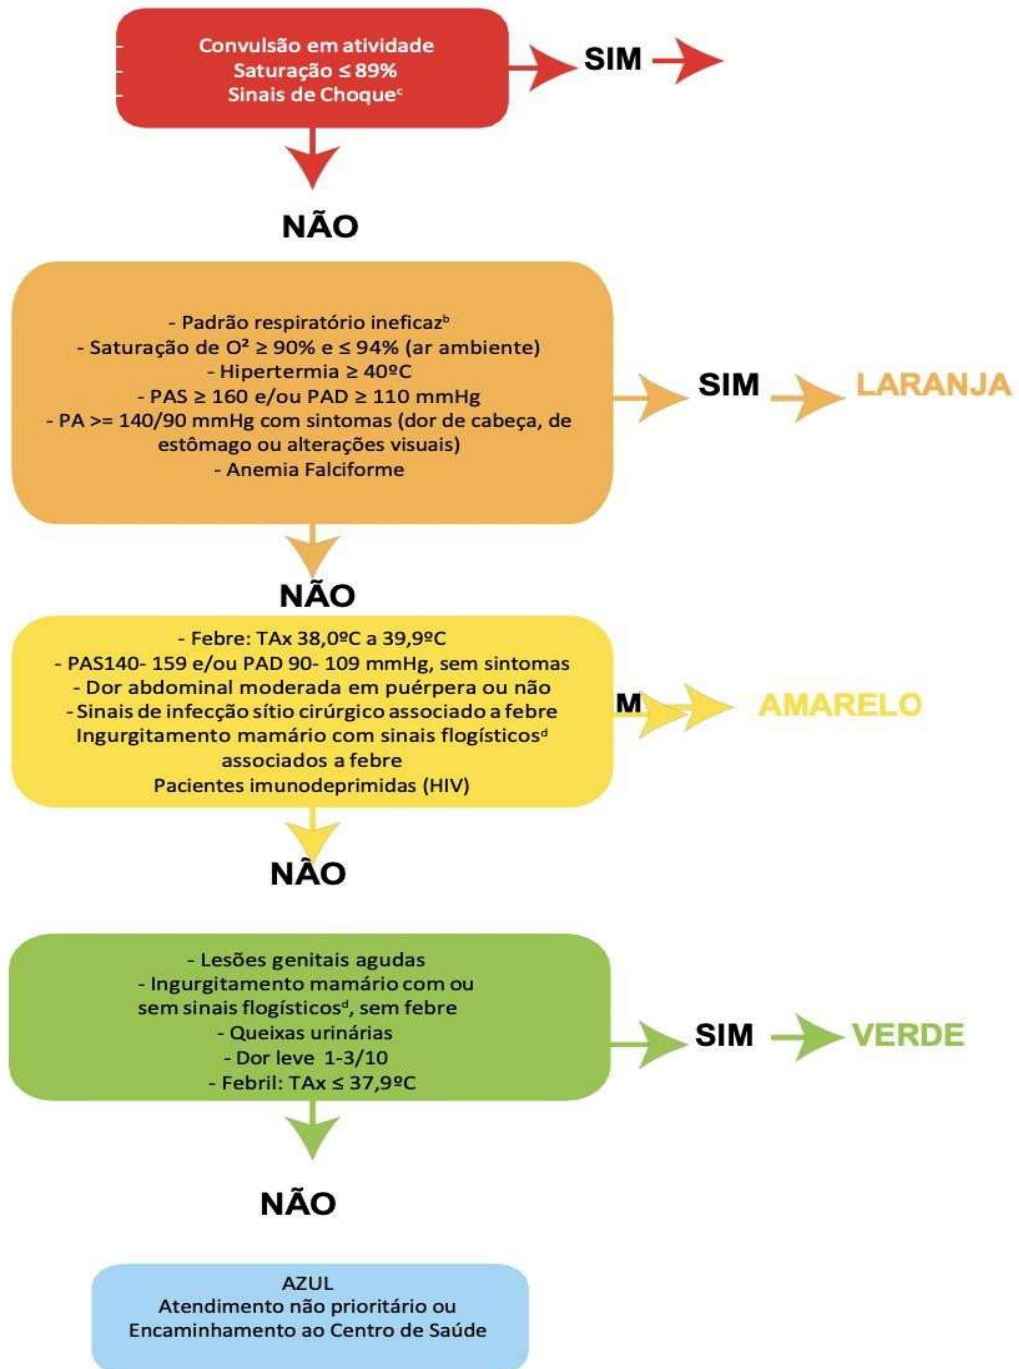 - Convulsão em atividade
- Saturação ≤ 89%
- Sinais de Choqueᶜ
SIM
NÃO
- Padrão respiratório ineficazᵇ
- Saturação de O² ≥ 90% e ≤ 94% (ar ambiente)
- Hipertermia ≥ 40ºC
- PAS ≥ 160 e/ou PAD ≥ 110 mmHg
- PA >= 140/90 mmHg com sintomas (dor de cabeça, de
estômago ou alterações visuais)
- Anemia Falciforme
SIM
LARANJA
NÃO
- Febre: TAx 38,0ºC a 39,9ºC
- PAS140- 159 e/ou PAD 90- 109 mmHg, sem sintomas
- Dor abdominal moderada em puérpera ou não
- Sinais de infecção sítio cirúrgico associado a febre
Ingurgitamento mamário com sinais flogísticosᵈ
associados a febre
Pacientes imunodeprimidas (HIV)
M
AMARELO
NÃO
- Lesões genitais agudas
- Ingurgitamento mamário com ou
sem sinais flogísticosᵈ, sem febre
- Queixas urinárias
- Dor leve 1-3/10
- Febril: TAx ≤ 37,9ºC
SIM
VERDE
NÃO
AZUL
Atendimento não prioritário ou
Encaminhamento ao Centro de Saúde